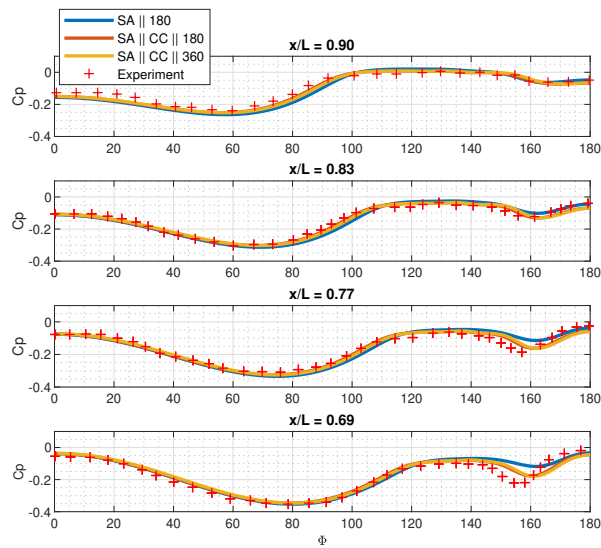 SA || 180
SA || CC || 180
SA || CC || 360
Experiment
x/L = 0.90
0
-0.2
-0.4
Cp
0 20 40 60 80 100 120 140 160 180
x/L = 0.83
0
-0.2
-0.4
Cp
0 20 40 60 80 100 120 140 160 180
x/L = 0.77
0
-0.2
-0.4
Cp
0 20 40 60 80 100 120 140 160 180
x/L = 0.69
0
-0.2
-0.4
Cp
0 20 40 60 80 100 120 140 160 180
Φ